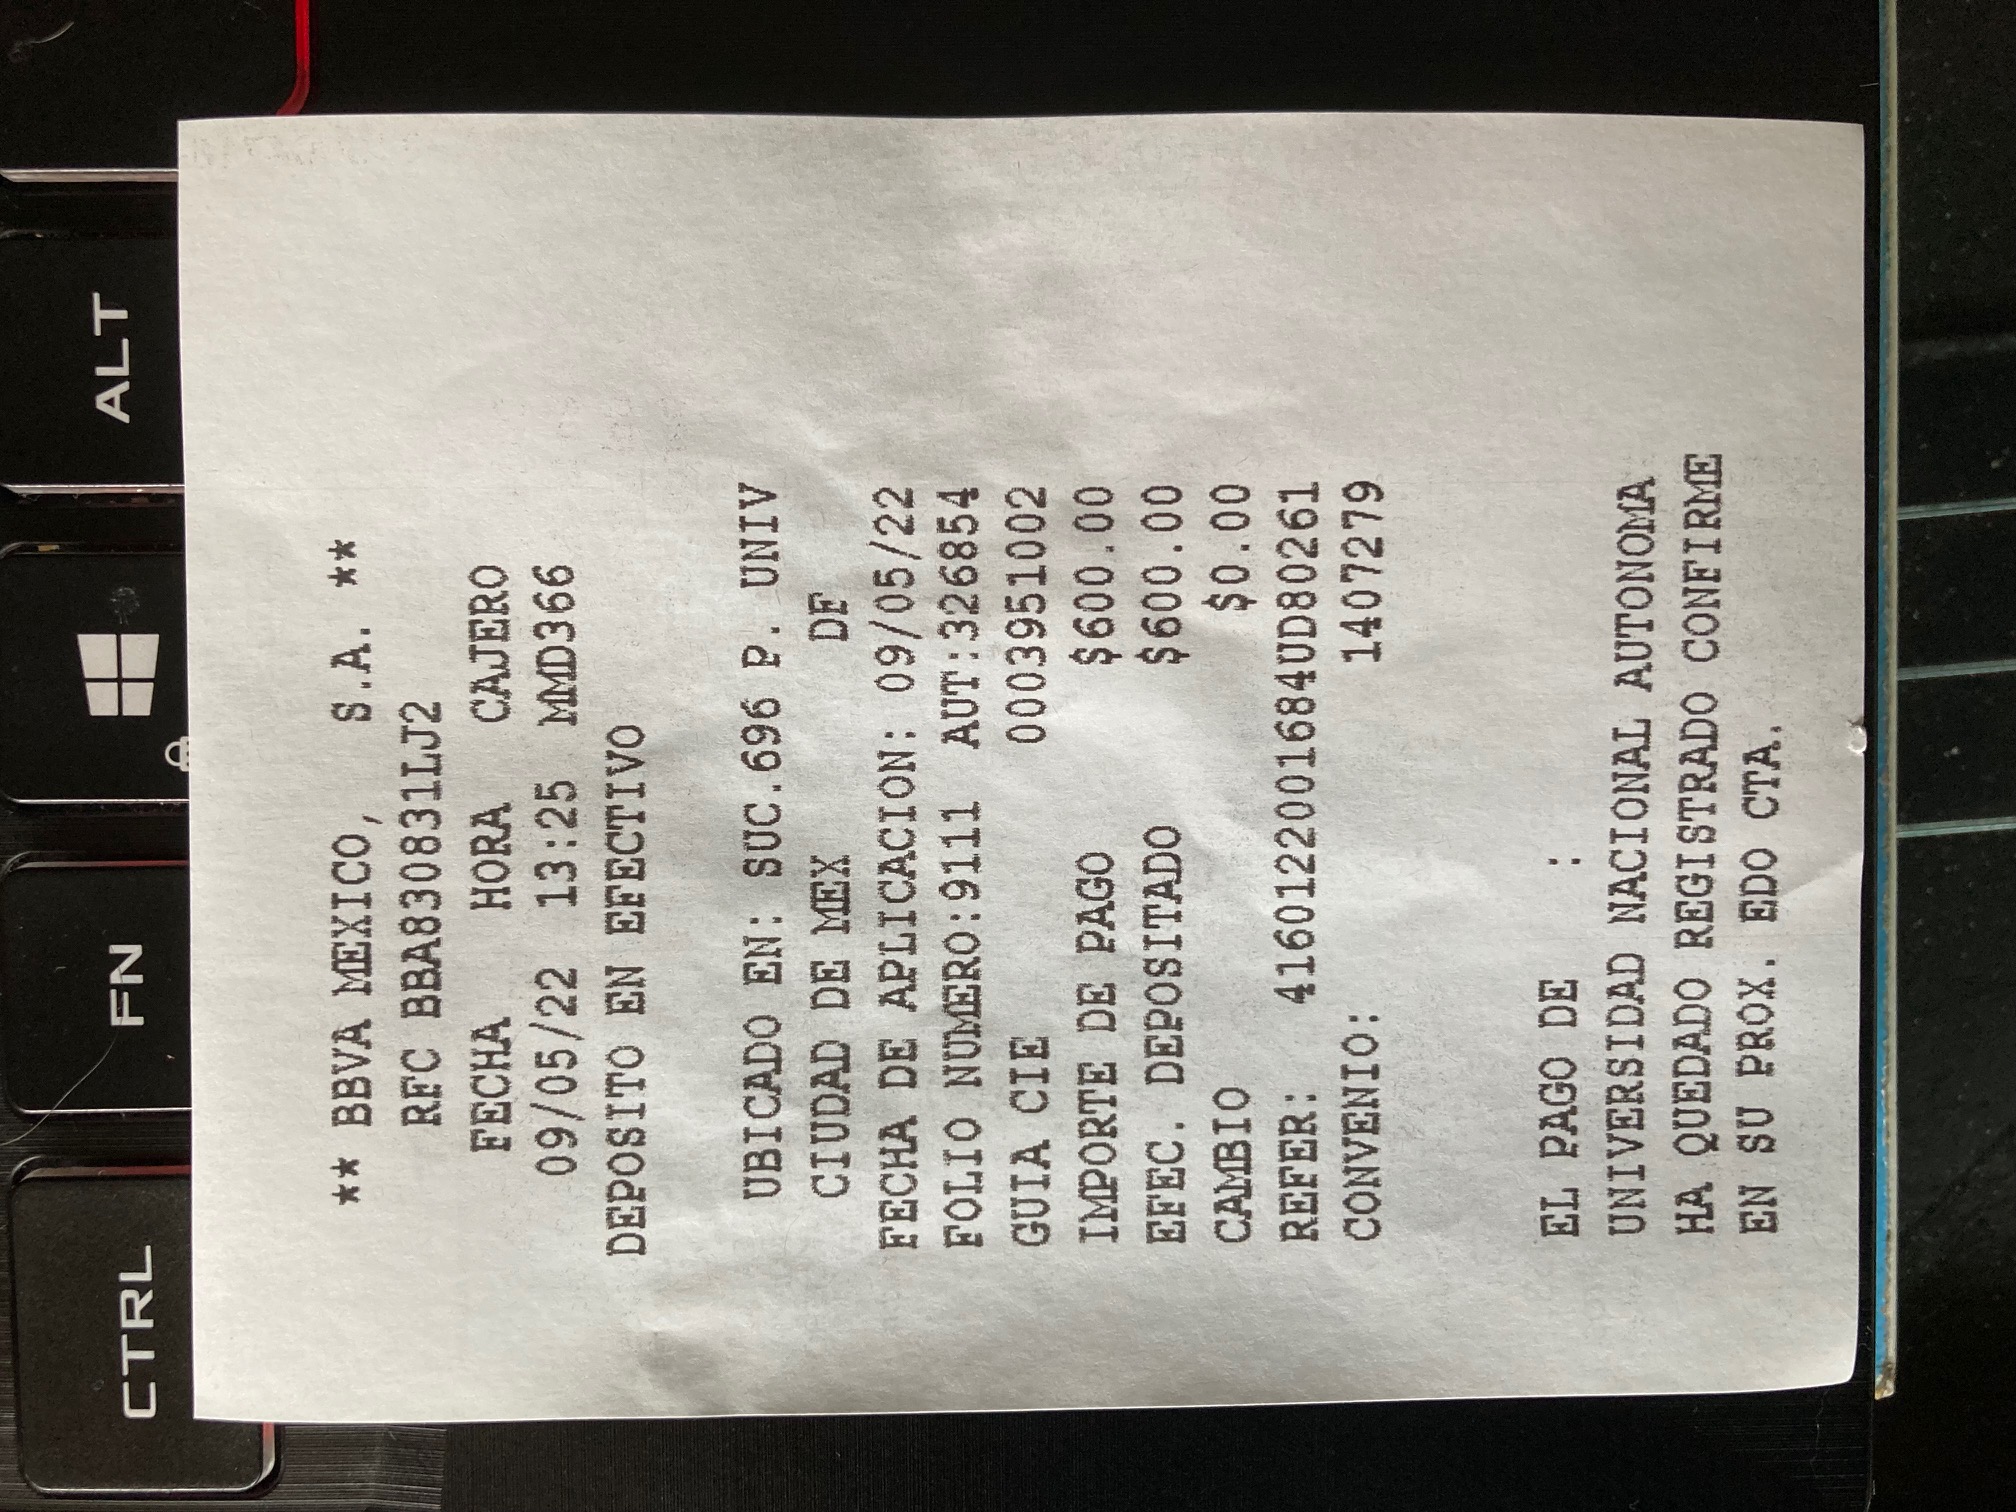 CTRL FN ALT
** BBVA MEXICO, S.A. **
RFC BBA830831LJ2
FECHA HORA CAJERO
09/05/22 13:25 MMD366
DEPOSITO EN EFECTIVO
UBICADO EN: SUC.696 P. UNIV
CIUDAD DE MEX DF
FECHA DE APLICACION: 09/05/22
FOLIO NUMERO:9111 AUT:326854
GUIA CIE 0003951002
IMPORTE DE PAGO $600.00
EFEC. DEPOSITADO $600.00
CAMBIO $0.00
REFER: 4160122001684UD80261
CONVENIO: 1407279
EL PAGO DE :
UNIVERSIDAD NACIONAL AUTONOMA
HA QUEDADO REGISTRADO CONFIRME
EN SU PROX. EDO CTA.